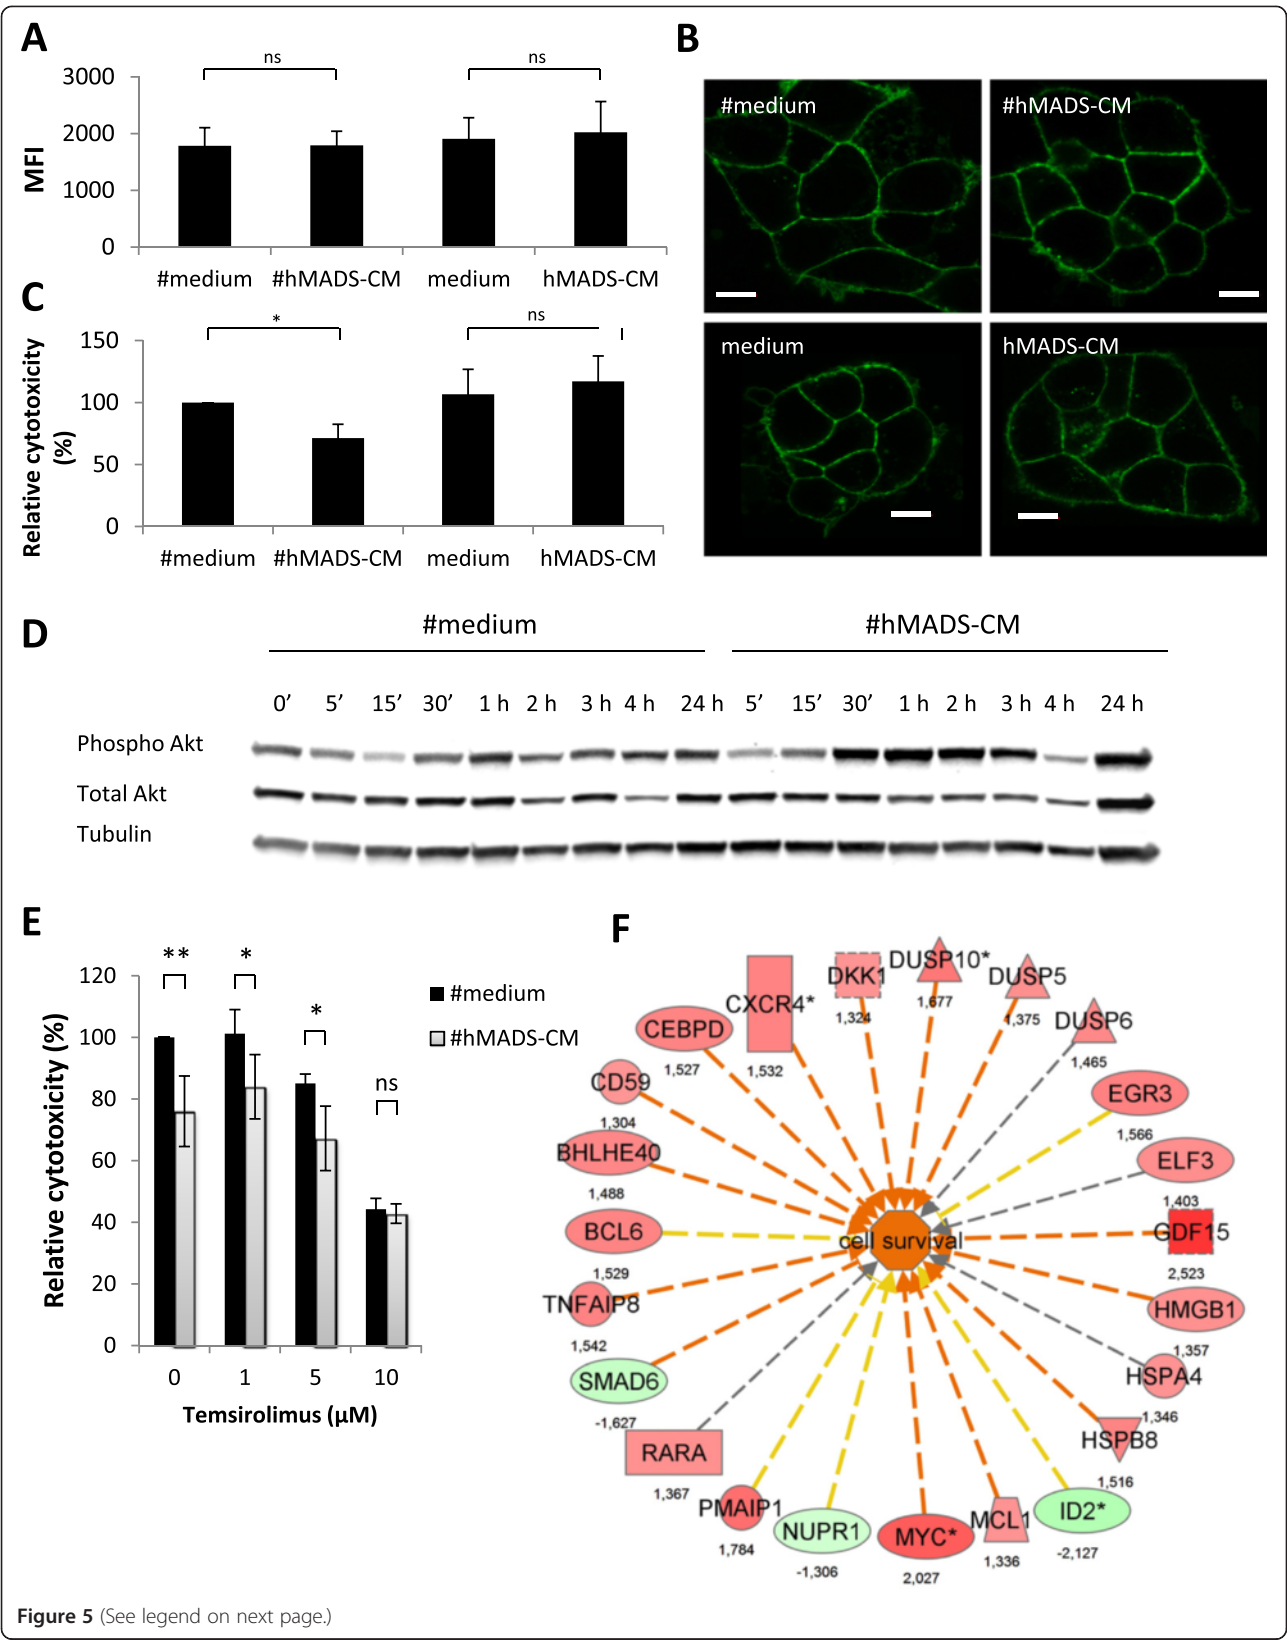 A
ns
ns
3000
2000
1000
0
MFI
#medium
#hMADS-CM
medium
hMADS-CM
B
#medium
#hMADS-CM
medium
hMADS-CM
C
*
ns
150
100
50
0
Relative cytotoxicity
(%)
#medium
#hMADS-CM
medium
hMADS-CM
D
#medium
#hMADS-CM
0’ 5’ 15’ 30’ 1 h 2 h 3 h 4 h 24 h 5’ 15’ 30’ 1 h 2 h 3 h 4 h 24 h
Phospho Akt
Total Akt
Tubulin
E
**
*
*
ns
120
100
80
60
40
20
0
Relative cytotoxicity (%)
#medium
#hMADS-CM
0 1 5 10
Temsirolimus (µM)
F
DUSP10*
1,677
DKK1
1,324
DUSP5
1,375
CXCR4*
1,532
DUSP6
1,465
CEBPD
1,527
EGR3
1,566
CD59
1,304
BHLHE40
1,488
ELF3
1,403
BCL6
1,529
GDF15
2,523
cell survival
TNFAIP8
1,542
HMGB1
1,357
SMAD6
-1,627
HSPA4
1,346
RARA
1,367
HSPB8
1,516
PMAIP1
1,784
NUPR1
-1,306
MYC*
2,027
MCL1
1,336
ID2*
-2,127
Figure 5 (See legend on next page.)